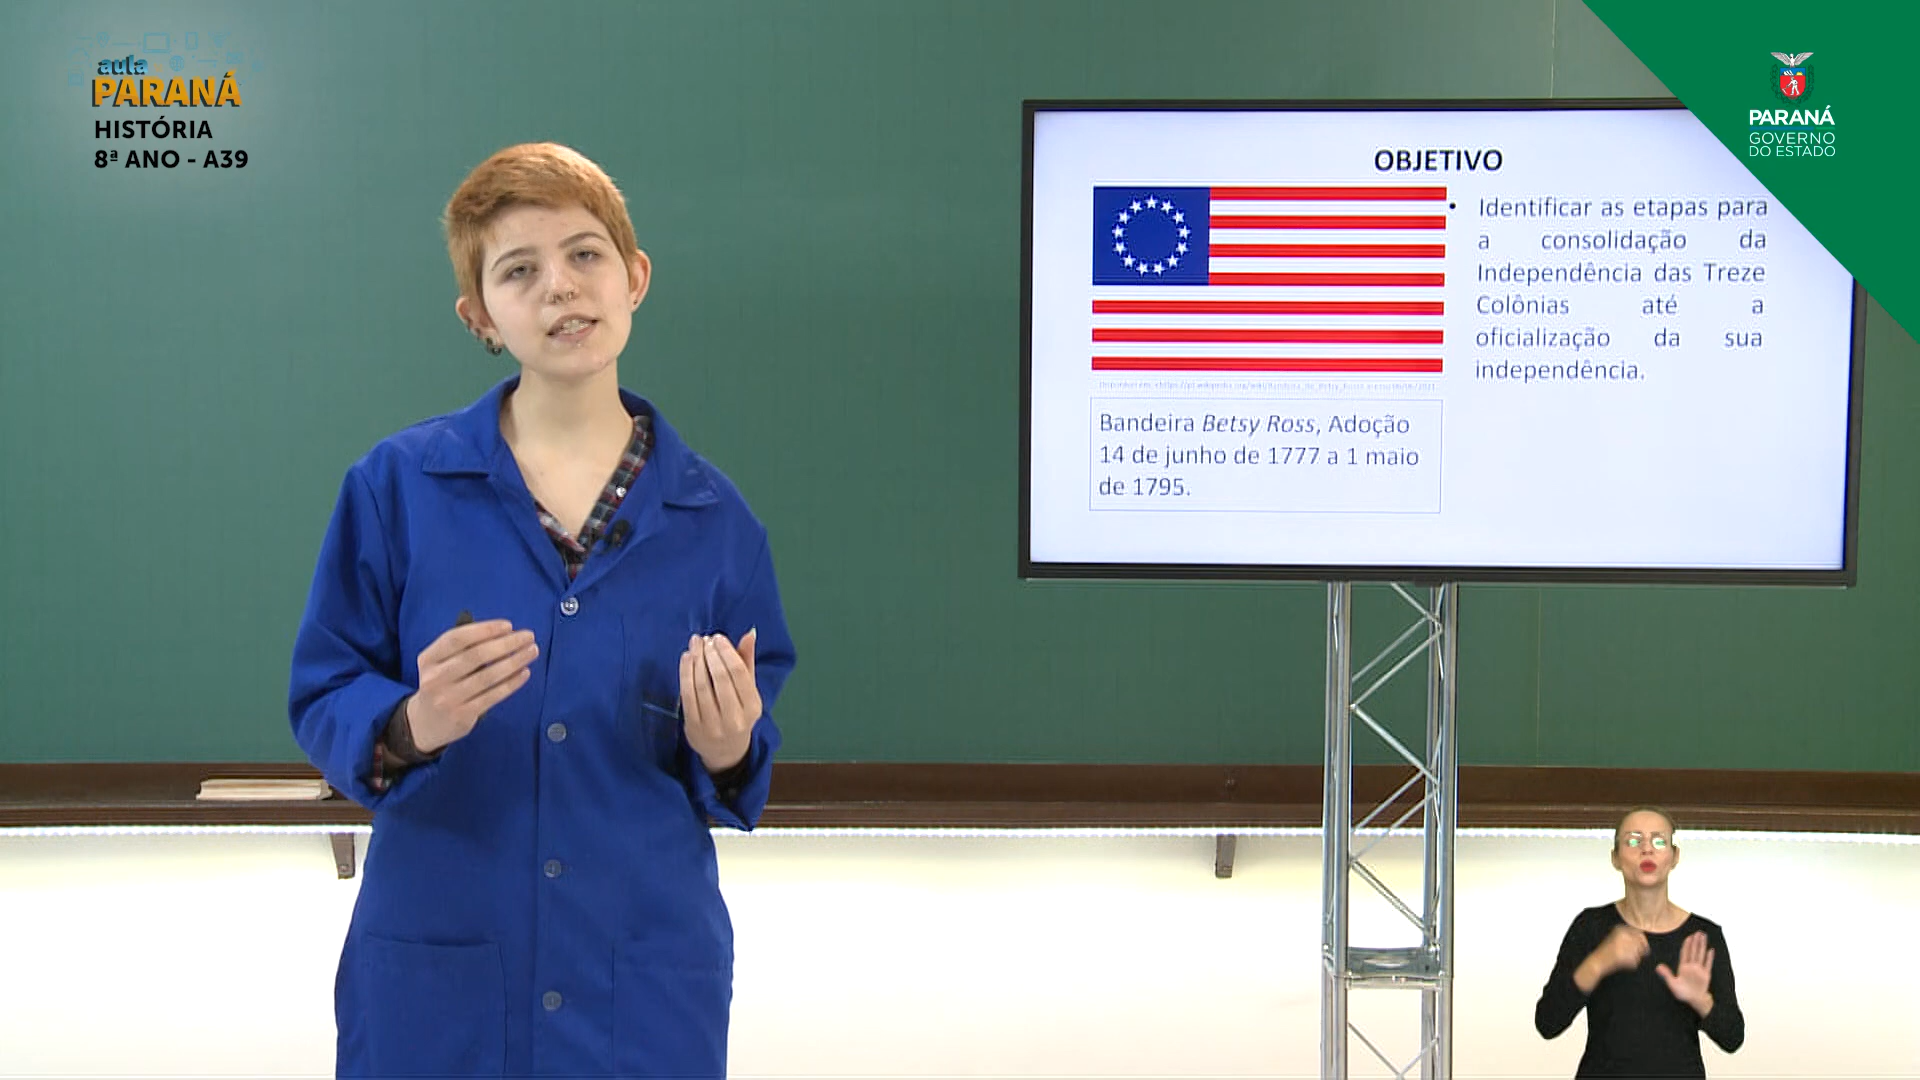 aula
PARANÁ
HISTÓRIA
8ª ANO - A39
PARANÁ
GOVERNO
DO ESTADO
OBJETIVO
• Identificar as etapas para
a consolidação da
Independência das Treze
Colônias até a
oficialização da sua
independência.
Bandeira Betsy Ross, Adoção
14 de junho de 1777 a 1 maio
de 1795.